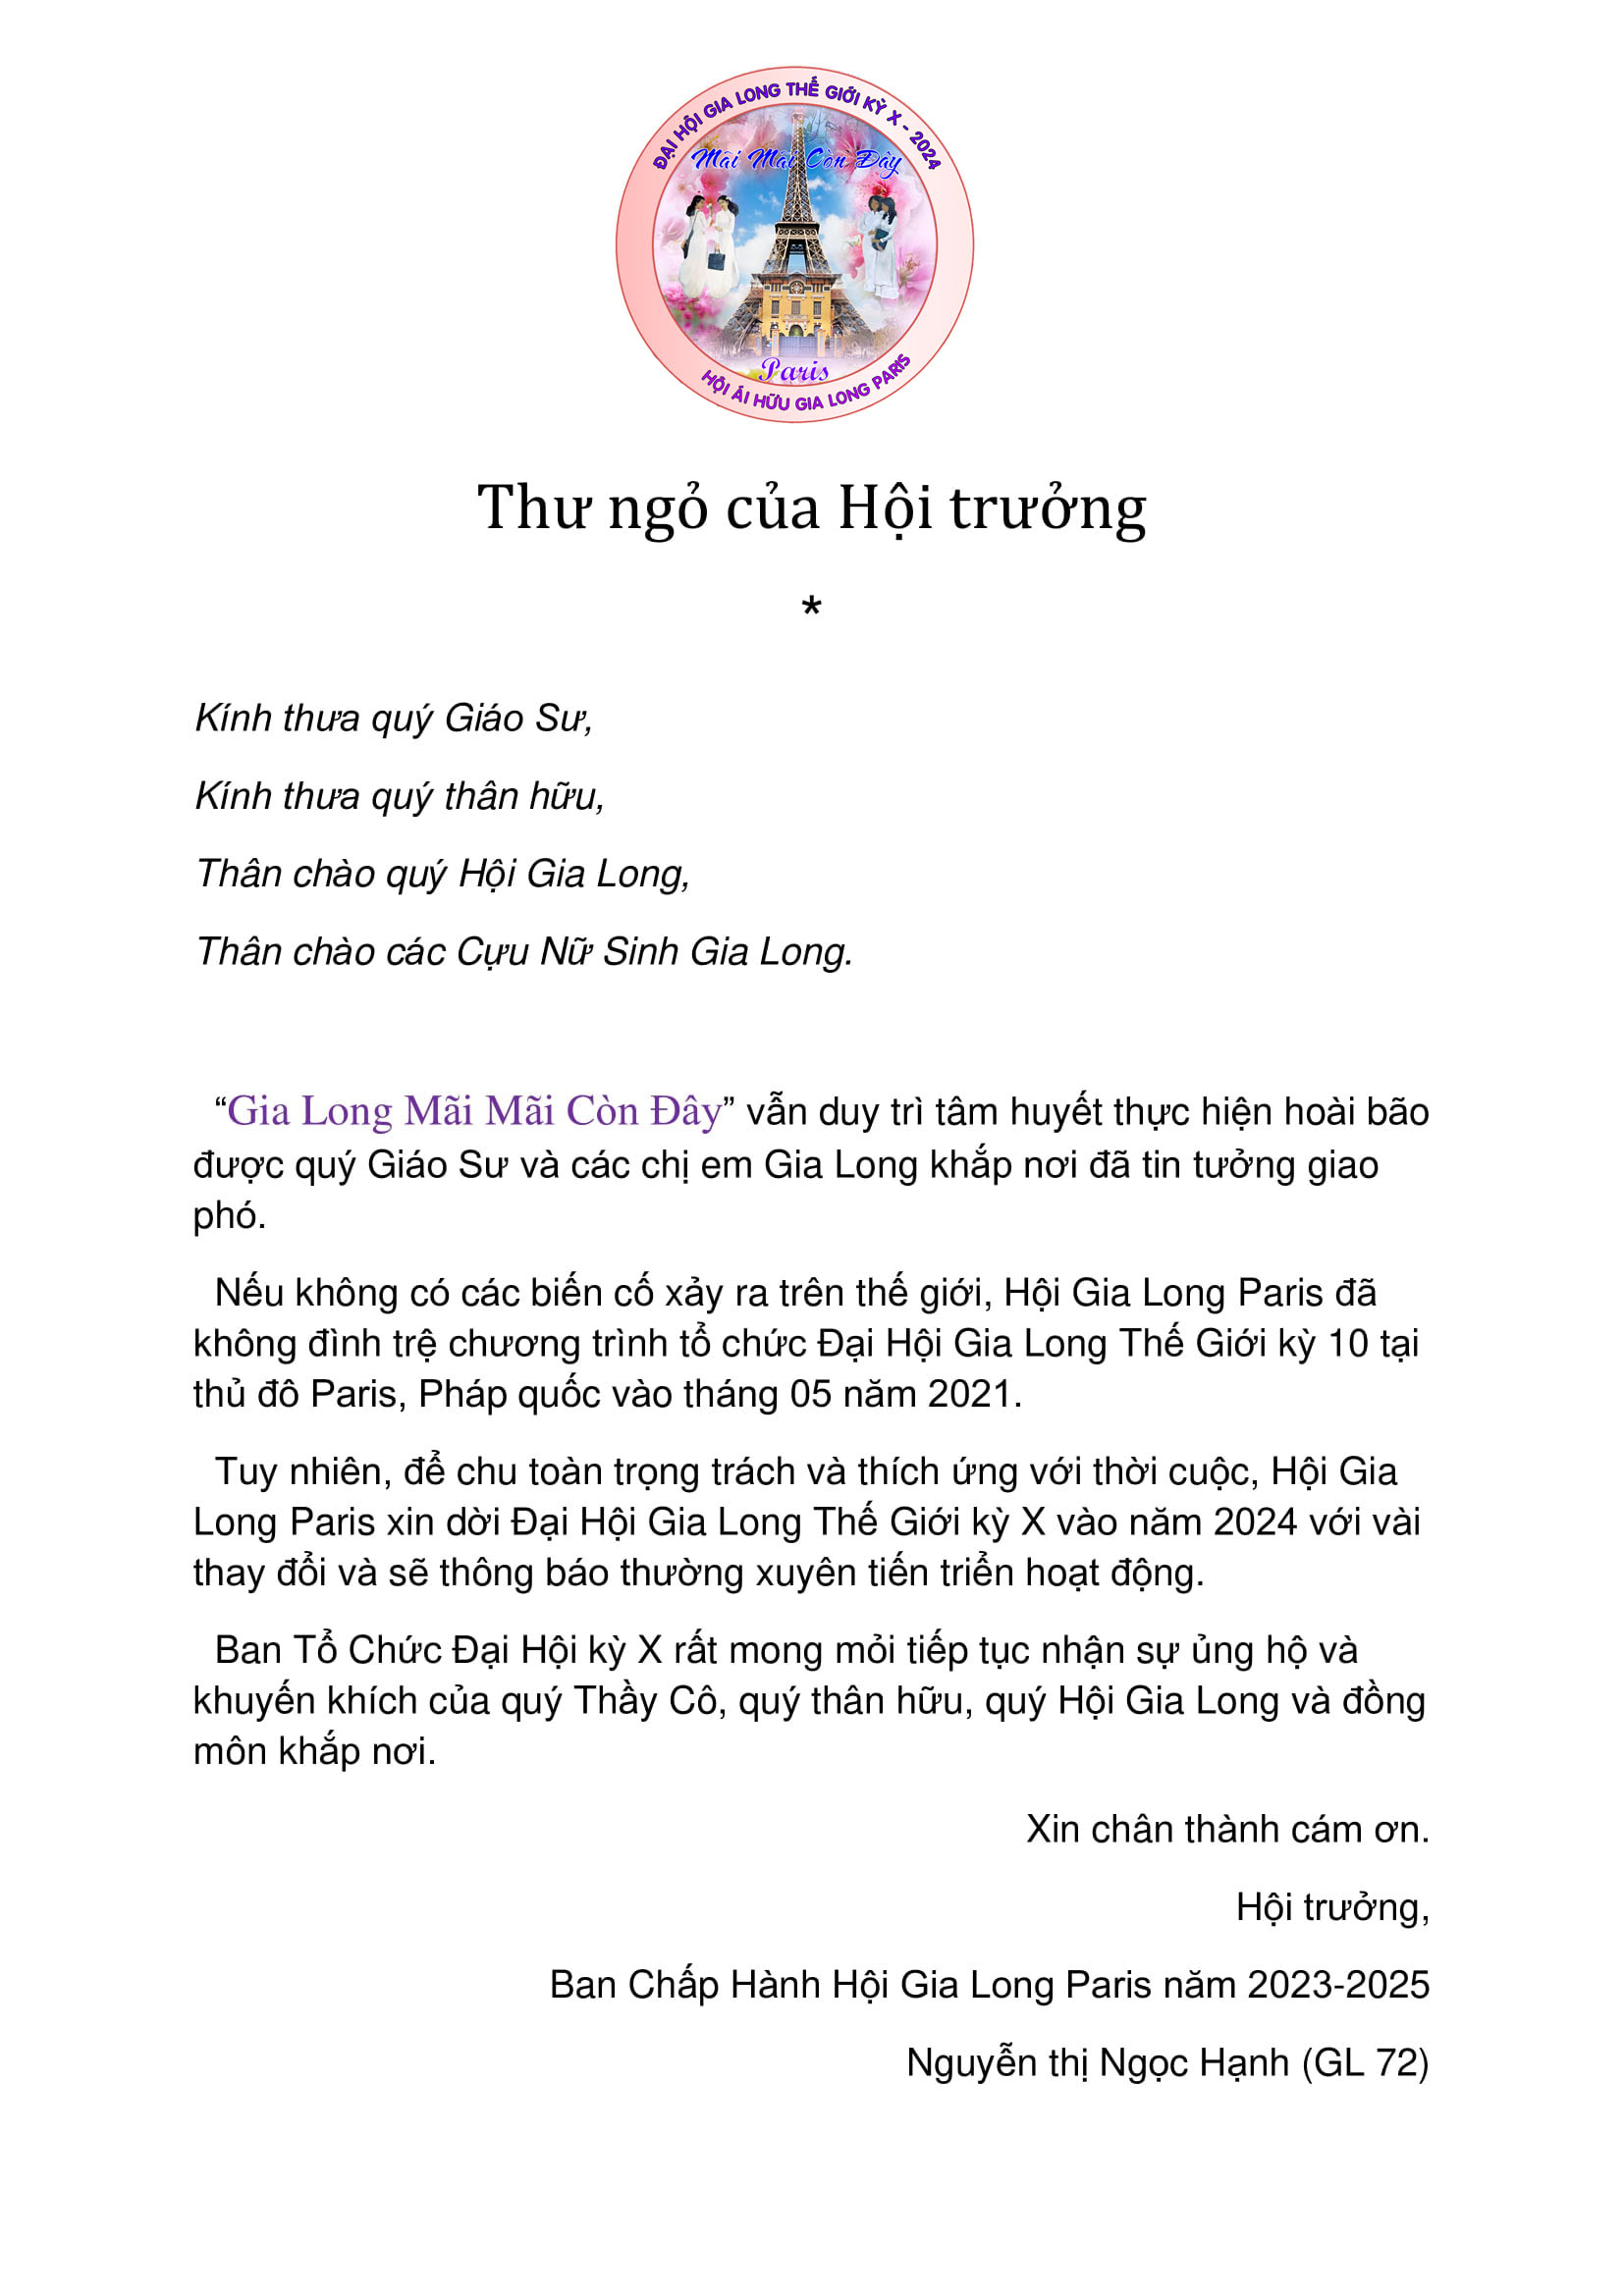 ĐẠI HỘI GIA LONG THẾ GIỚI KỲ X - 2024
Mãi Mãi Còn Đây
Paris
HỘI ÁI HỮU GIA LONG PARIS
Thư ngỏ của Hội trưởng
*
Kính thưa quý Giáo Sư,
Kính thưa quý thân hữu,
Thân chào quý Hội Gia Long,
Thân chào các Cựu Nữ Sinh Gia Long.
“Gia Long Mãi Mãi Còn Đây” vẫn duy trì tâm huyết thực hiện hoài bão
được quý Giáo Sư và các chị em Gia Long khắp nơi đã tin tưởng giao
phó.
Nếu không có các biến cố xảy ra trên thế giới, Hội Gia Long Paris đã
không đình trệ chương trình tổ chức Đại Hội Gia Long Thế Giới kỳ 10 tại
thủ đô Paris, Pháp quốc vào tháng 05 năm 2021.
Tuy nhiên, để chu toàn trọng trách và thích ứng với thời cuộc, Hội Gia
Long Paris xin dời Đại Hội Gia Long Thế Giới kỳ X vào năm 2024 với vài
thay đổi và sẽ thông báo thường xuyên tiến triển hoạt động.
Ban Tổ Chức Đại Hội kỳ X rất mong mỏi tiếp tục nhận sự ủng hộ và
khuyến khích của quý Thầy Cô, quý thân hữu, quý Hội Gia Long và đồng
môn khắp nơi.
Xin chân thành cám ơn.
Hội trưởng,
Ban Chấp Hành Hội Gia Long Paris năm 2023-2025
Nguyễn thị Ngọc Hạnh (GL 72)